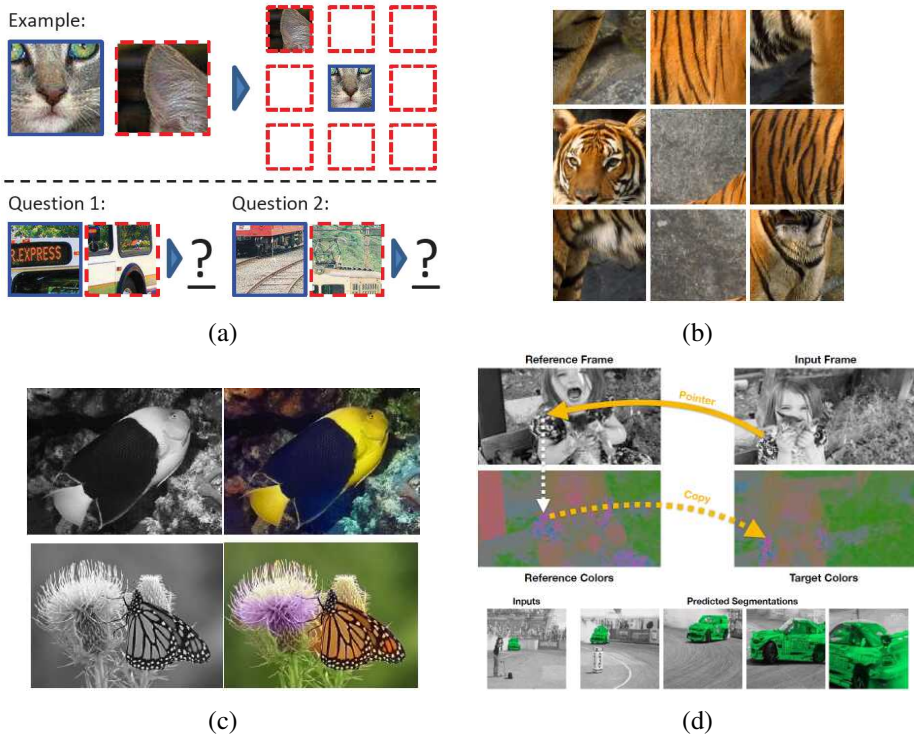 Example:
Question 1:
Question 2:
R.EXPRESS
?
?
(a)
(b)
(c)
Reference Frame
Input Frame
Pointer
Copy
Reference Colors
Target Colors
Inputs
Predicted Segmentations
(d)